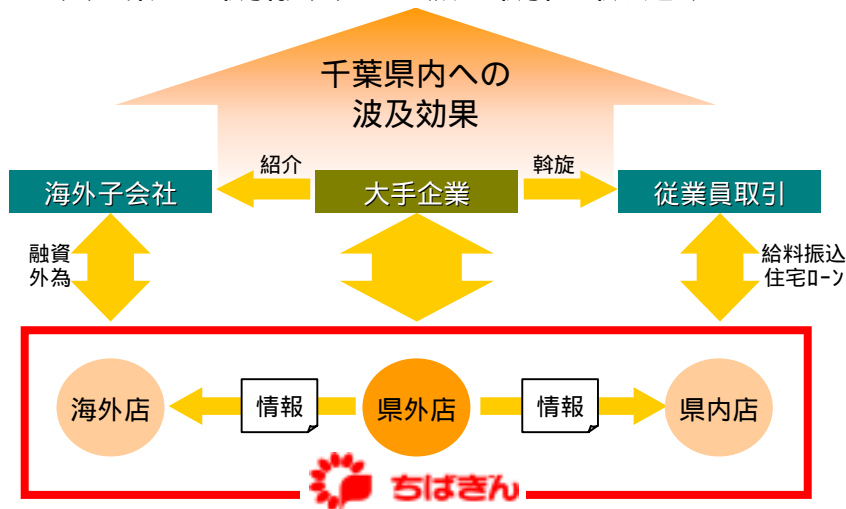 千葉県内への
波及効果
紹介
斡旋
海外子会社
大手企業
従業員取引
融資
外為
給料振込
住宅ﾛｰﾝ
海外店
情報
県外店
情報
県内店
ちばぎん